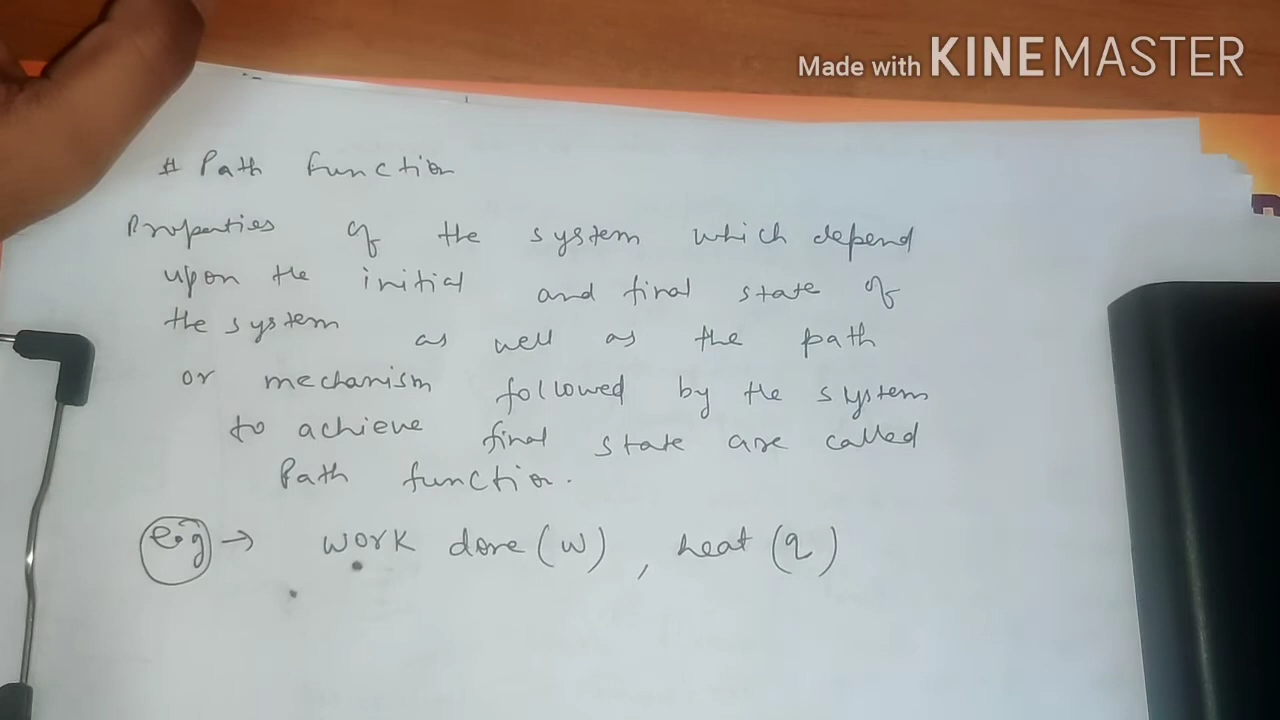 Made with KINEMASTER
# Path function
Properties of the system which depend
upon the initial and final state of
the system as well as the path
or mechanism followed by the system
to achieve final state are called
Path function.
e.g → work done (w), heat (q)